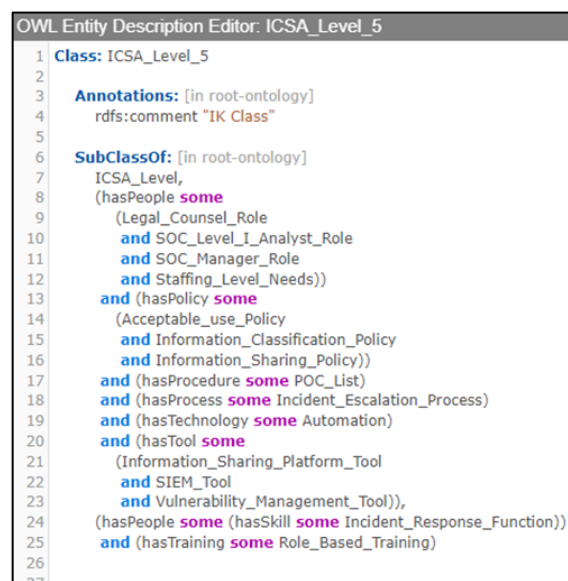 OWL Entity Description Editor: ICSA_Level_5
1 Class: ICSA_Level_5
2
3 Annotations: [in root-ontology]
4 rdfs:comment "IK Class"
5
6 SubClassOf: [in root-ontology]
7 ICSA_Level,
8 (hasPeople some
9 (Legal_Counsel_Role
10 and SOC_Level_I_Analyst_Role
11 and SOC_Manager_Role
12 and Staffing_Level_Needs))
13 and (hasPolicy some
14 (Acceptable_use_Policy
15 and Information_Classification_Policy
16 and Information_Sharing_Policy))
17 and (hasProcedure some POC_List)
18 and (hasProcess some Incident_Escalation_Process)
19 and (hasTechnology some Automation)
20 and (hasTool some
21 (Information_Sharing_Platform_Tool
22 and SIEM_Tool
23 and Vulnerability_Management_Tool)),
24 (hasPeople some (hasSkill some Incident_Response_Function))
25 and (hasTraining some Role_Based_Training)
26
27